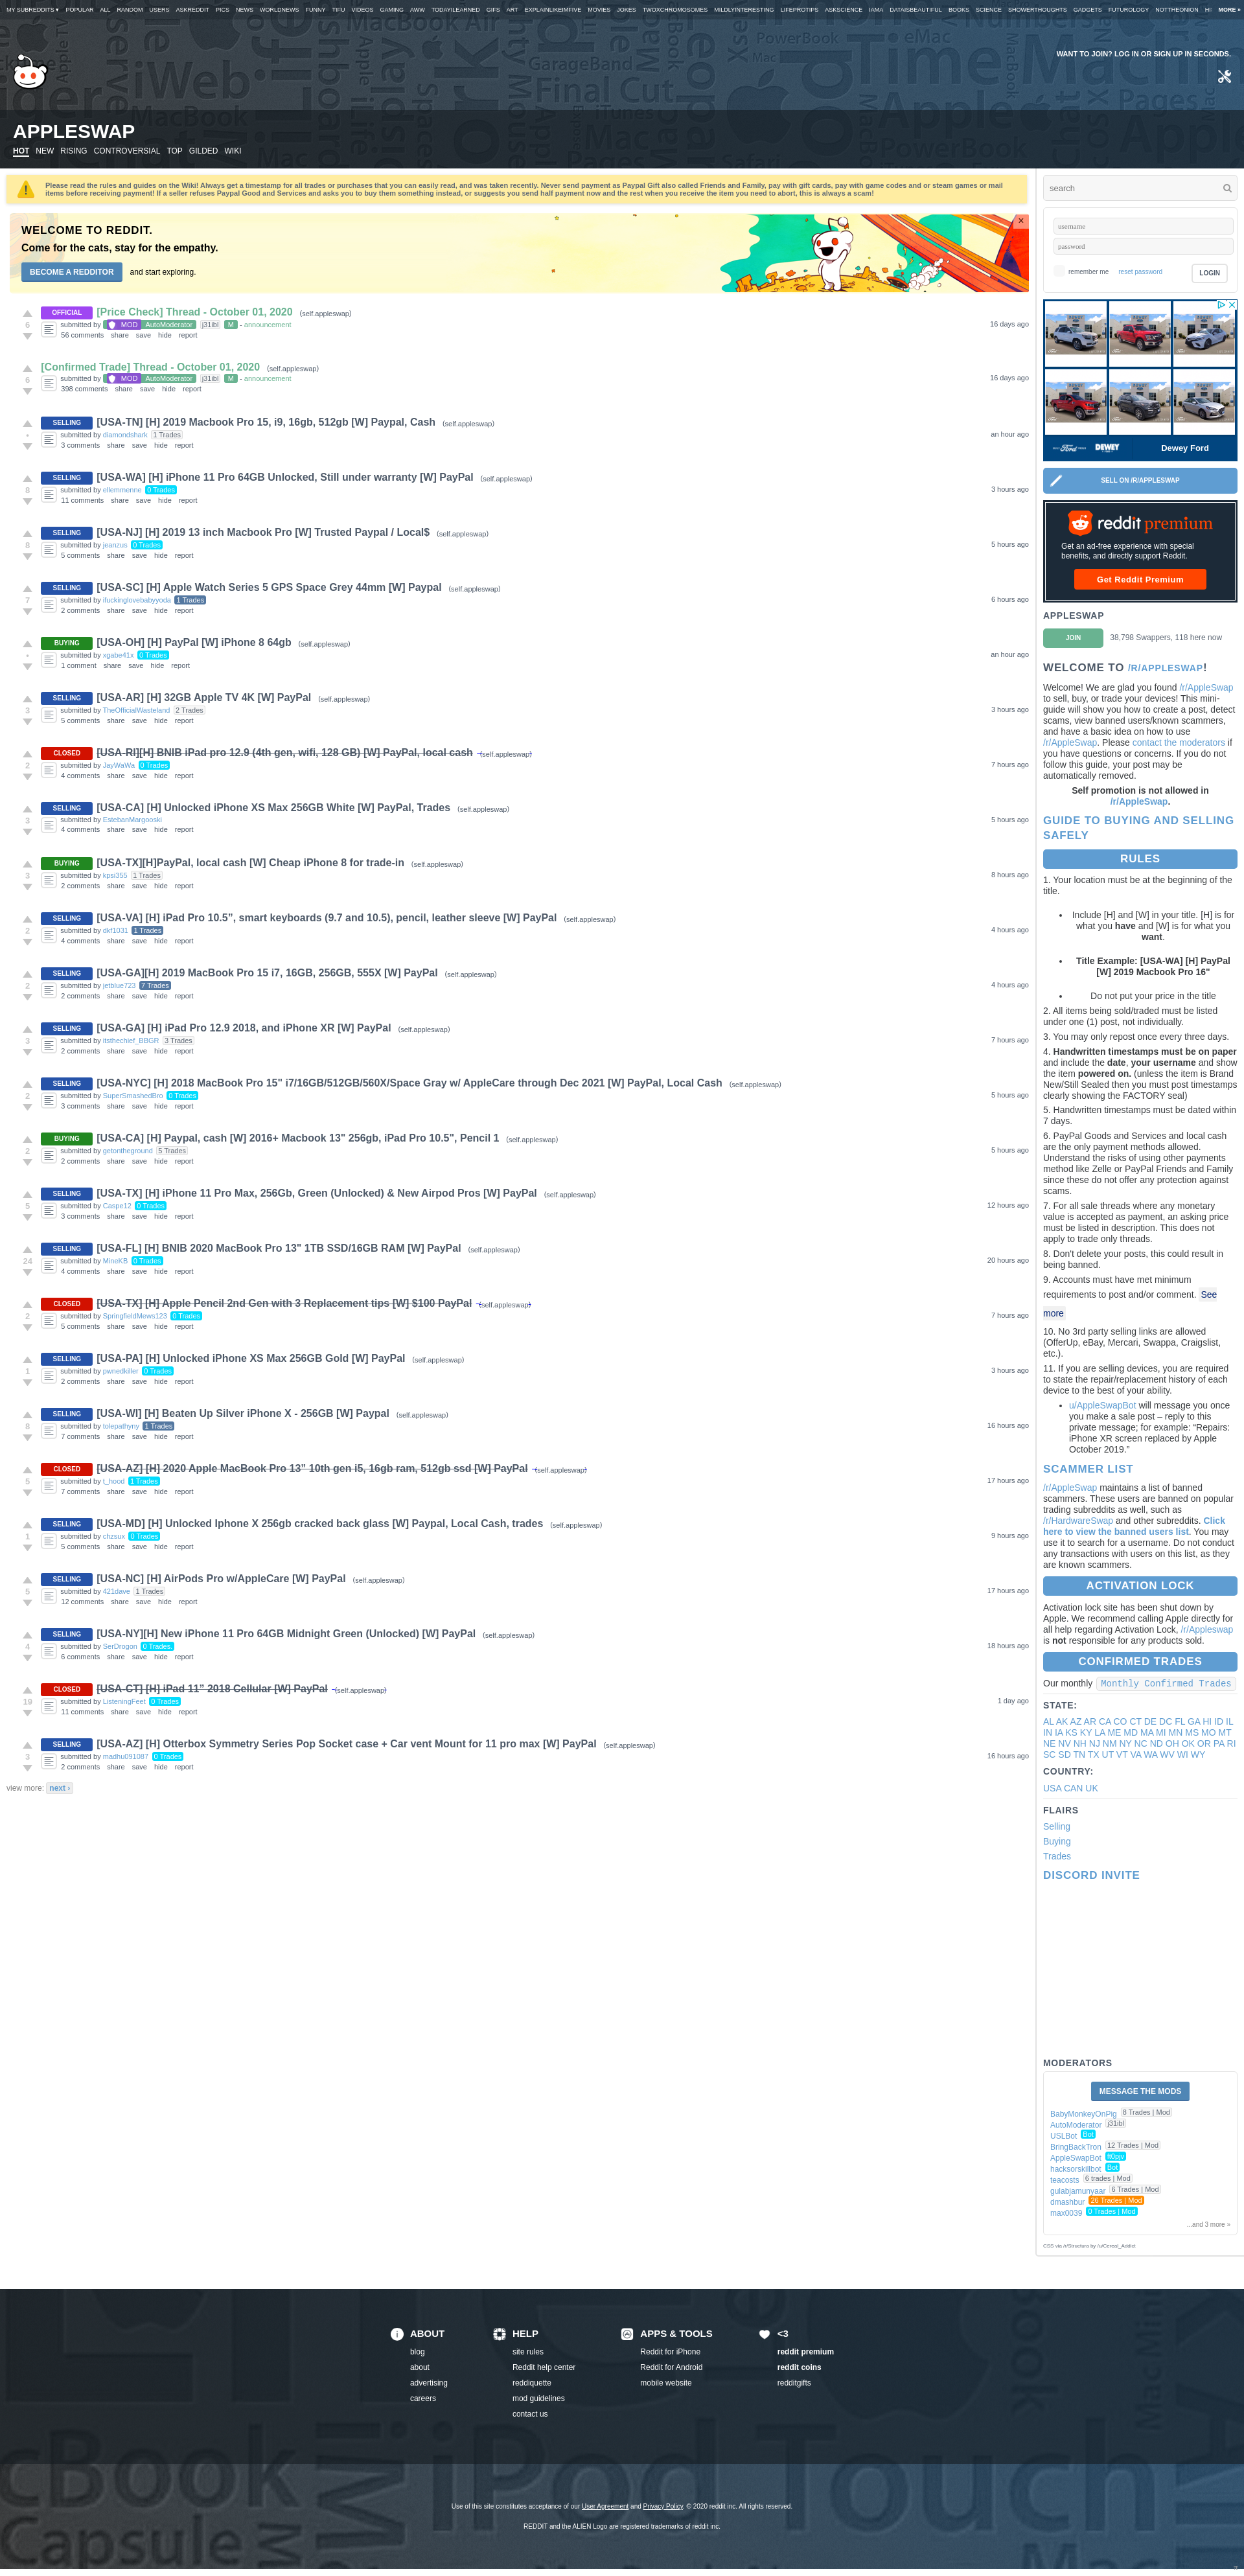 MY SUBREDDITS ▾ POPULAR ALL RANDOM USERS ASKREDDIT PICS NEWS WORLDNEWS FUNNY TIFU VIDEOS GAMING AWW TODAYILEARNED GIFS ART EXPLAINLIKEIMFIVE MOVIES JOKES TWOXCHROMOSOMES MILDLYINTERESTING LIFEPROTIPS ASKSCIENCE IAMA DATAISBEAUTIFUL BOOKS SCIENCE SHOWERTHOUGHTS GADGETS FUTUROLOGY NOTTHEONION HI MORE »
WANT TO JOIN? LOG IN OR SIGN UP IN SECONDS.
APPLESWAP
HOT NEW RISING CONTROVERSIAL TOP GILDED WIKI
Please read the rules and guides on the Wiki! Always get a timestamp for all trades or purchases that you can easily read, and was taken recently. Never send payment as Paypal Gift also called Friends and Family, pay with gift cards, pay with game codes and or steam games or mail
items before receiving payment! If a seller refuses Paypal Good and Services and asks you to buy them something instead, or suggests you send half payment now and the rest when you receive the item you need to abort, this is always a scam!
WELCOME TO REDDIT.
Come for the cats, stay for the empathy.
BECOME A REDDITOR and start exploring.
OFFICIAL [Price Check] Thread - October 01, 2020 (self.appleswap)
6 submitted by MOD AutoModerator j31ibl M - announcement 16 days ago
56 comments share save hide report
[Confirmed Trade] Thread - October 01, 2020 (self.appleswap)
6 submitted by MOD AutoModerator j31ibl M - announcement 16 days ago
398 comments share save hide report
SELLING [USA-TN] [H] 2019 Macbook Pro 15, i9, 16gb, 512gb [W] Paypal, Cash (self.appleswap)
• submitted by diamondshark 1 Trades an hour ago
3 comments share save hide report
SELLING [USA-WA] [H] iPhone 11 Pro 64GB Unlocked, Still under warranty [W] PayPal (self.appleswap)
8 submitted by ellemmenne 0 Trades 3 hours ago
11 comments share save hide report
SELLING [USA-NJ] [H] 2019 13 inch Macbook Pro [W] Trusted Paypal / Local$ (self.appleswap)
8 submitted by jeanzus 0 Trades 5 hours ago
5 comments share save hide report
SELLING [USA-SC] [H] Apple Watch Series 5 GPS Space Grey 44mm [W] Paypal (self.appleswap)
7 submitted by ifuckinglovebabyyoda 1 Trades 6 hours ago
2 comments share save hide report
BUYING [USA-OH] [H] PayPal [W] iPhone 8 64gb (self.appleswap)
• submitted by xgabe41x 0 Trades an hour ago
1 comment share save hide report
SELLING [USA-AR] [H] 32GB Apple TV 4K [W] PayPal (self.appleswap)
3 submitted by TheOfficialWasteland 2 Trades 3 hours ago
5 comments share save hide report
CLOSED [USA-RI][H] BNIB iPad pro 12.9 (4th gen, wifi, 128 GB) [W] PayPal, local cash (self.appleswap)
2 submitted by JayWaWa 0 Trades 7 hours ago
4 comments share save hide report
SELLING [USA-CA] [H] Unlocked iPhone XS Max 256GB White [W] PayPal, Trades (self.appleswap)
3 submitted by EstebanMargooski 5 hours ago
4 comments share save hide report
BUYING [USA-TX][H]PayPal, local cash [W] Cheap iPhone 8 for trade-in (self.appleswap)
3 submitted by kpsi355 1 Trades 8 hours ago
2 comments share save hide report
SELLING [USA-VA] [H] iPad Pro 10.5”, smart keyboards (9.7 and 10.5), pencil, leather sleeve [W] PayPal (self.appleswap)
2 submitted by dkf1031 1 Trades 4 hours ago
4 comments share save hide report
SELLING [USA-GA][H] 2019 MacBook Pro 15 i7, 16GB, 256GB, 555X [W] PayPal (self.appleswap)
2 submitted by jetblue723 7 Trades 4 hours ago
2 comments share save hide report
SELLING [USA-GA] [H] iPad Pro 12.9 2018, and iPhone XR [W] PayPal (self.appleswap)
3 submitted by itsthechief_BBGR 3 Trades 7 hours ago
2 comments share save hide report
SELLING [USA-NYC] [H] 2018 MacBook Pro 15" i7/16GB/512GB/560X/Space Gray w/ AppleCare through Dec 2021 [W] PayPal, Local Cash (self.appleswap)
2 submitted by SuperSmashedBro 0 Trades 5 hours ago
3 comments share save hide report
BUYING [USA-CA] [H] Paypal, cash [W] 2016+ Macbook 13" 256gb, iPad Pro 10.5", Pencil 1 (self.appleswap)
2 submitted by getontheground 5 Trades 5 hours ago
2 comments share save hide report
SELLING [USA-TX] [H] iPhone 11 Pro Max, 256Gb, Green (Unlocked) & New Airpod Pros [W] PayPal (self.appleswap)
5 submitted by Caspe12 0 Trades 12 hours ago
3 comments share save hide report
SELLING [USA-FL] [H] BNIB 2020 MacBook Pro 13" 1TB SSD/16GB RAM [W] PayPal (self.appleswap)
24 submitted by MineKB 0 Trades 20 hours ago
4 comments share save hide report
CLOSED [USA-TX] [H] Apple Pencil 2nd Gen with 3 Replacement tips [W] $100 PayPal (self.appleswap)
2 submitted by SpringfieldMews123 0 Trades 7 hours ago
5 comments share save hide report
SELLING [USA-PA] [H] Unlocked iPhone XS Max 256GB Gold [W] PayPal (self.appleswap)
1 submitted by pwnedkiller 0 Trades 3 hours ago
2 comments share save hide report
SELLING [USA-WI] [H] Beaten Up Silver iPhone X - 256GB [W] Paypal (self.appleswap)
8 submitted by tolepathyny 1 Trades 16 hours ago
7 comments share save hide report
CLOSED [USA-AZ] [H] 2020 Apple MacBook Pro 13" 10th gen i5, 16gb ram, 512gb ssd [W] PayPal (self.appleswap)
5 submitted by t_hood 1 Trades 17 hours ago
7 comments share save hide report
SELLING [USA-MD] [H] Unlocked Iphone X 256gb cracked back glass [W] Paypal, Local Cash, trades (self.appleswap)
1 submitted by chzsux 0 Trades 9 hours ago
5 comments share save hide report
SELLING [USA-NC] [H] AirPods Pro w/AppleCare [W] PayPal (self.appleswap)
5 submitted by 421dave 1 Trades 17 hours ago
12 comments share save hide report
SELLING [USA-NY][H] New iPhone 11 Pro 64GB Midnight Green (Unlocked) [W] PayPal (self.appleswap)
4 submitted by SerDrogon 0 Trades. 18 hours ago
6 comments share save hide report
CLOSED [USA-CT] [H] iPad 11” 2018 Cellular [W] PayPal (self.appleswap)
19 submitted by ListeningFeet 0 Trades 1 day ago
11 comments share save hide report
SELLING [USA-AZ] [H] Otterbox Symmetry Series Pop Socket case + Car vent Mount for 11 pro max [W] PayPal (self.appleswap)
3 submitted by madhu091087 0 Trades 16 hours ago
2 comments share save hide report
view more: next ›
search
username
password
remember me reset password LOGIN
DEWEY Dewey Ford
SELL ON /R/APPLESWAP
reddit premium
Get an ad-free experience with special
benefits, and directly support Reddit.
Get Reddit Premium
APPLESWAP
JOIN 38,798 Swappers, 118 here now
WELCOME TO /R/APPLESWAP!
Welcome! We are glad you found /r/AppleSwap
to sell, buy, or trade your devices! This mini-
guide will show you how to create a post, detect
scams, view banned users/known scammers,
and have a basic idea on how to use
/r/AppleSwap. Please contact the moderators if
you have questions or concerns. If you do not
follow this guide, your post may be
automatically removed.
Self promotion is not allowed in
/r/AppleSwap.
GUIDE TO BUYING AND SELLING
SAFELY
RULES
1. Your location must be at the beginning of the
title.
• Include [H] and [W] in your title. [H] is for
what you have and [W] is for what you
want.
• Title Example: [USA-WA] [H] PayPal
[W] 2019 Macbook Pro 16"
• Do not put your price in the title
2. All items being sold/traded must be listed
under one (1) post, not individually.
3. You may only repost once every three days.
4. Handwritten timestamps must be on paper
and include the date, your username and show
the item powered on. (unless the item is Brand
New/Still Sealed then you must post timestamps
clearly showing the FACTORY seal)
5. Handwritten timestamps must be dated within
7 days.
6. PayPal Goods and Services and local cash
are the only payment methods allowed.
Understand the risks of using other payments
method like Zelle or PayPal Friends and Family
since these do not offer any protection against
scams.
7. For all sale threads where any monetary
value is accepted as payment, an asking price
must be listed in description. This does not
apply to trade only threads.
8. Don't delete your posts, this could result in
being banned.
9. Accounts must have met minimum
requirements to post and/or comment. See
more
10. No 3rd party selling links are allowed
(OfferUp, eBay, Mercari, Swappa, Craigslist,
etc.).
11. If you are selling devices, you are required
to state the repair/replacement history of each
device to the best of your ability.
• u/AppleSwapBot will message you once
you make a sale post – reply to this
private message; for example: “Repairs:
iPhone XR screen replaced by Apple
October 2019.”
SCAMMER LIST
/r/AppleSwap maintains a list of banned
scammers. These users are banned on popular
trading subreddits as well, such as
/r/HardwareSwap and other subreddits. Click
here to view the banned users list. You may
use it to search for a username. Do not conduct
any transactions with users on this list, as they
are known scammers.
ACTIVATION LOCK
Activation lock site has been shut down by
Apple. We recommend calling Apple directly for
all help regarding Activation Lock, /r/Appleswap
is not responsible for any products sold.
CONFIRMED TRADES
Our monthly Monthly Confirmed Trades
STATE:
AL AK AZ AR CA CO CT DE DC FL GA HI ID IL
IN IA KS KY LA ME MD MA MI MN MS MO MT
NE NV NH NJ NM NY NC ND OH OK OR PA RI
SC SD TN TX UT VT VA WA WV WI WY
COUNTRY:
USA CAN UK
FLAIRS
Selling
Buying
Trades
DISCORD INVITE
MODERATORS
MESSAGE THE MODS
BabyMonkeyOnPig 8 Trades | Mod
AutoModerator j31ibl
USLBot Bot
BringBackTron 12 Trades | Mod
AppleSwapBot
hacksorskillbot Bot
teacosts 6 trades | Mod
gulabjamunyaar 6 Trades | Mod
dmashbur 26 Trades | Mod
max0039 0 Trades | Mod
...and 3 more »
CSS via /r/Structura by /u/Cereal_Addict
ABOUT
blog
about
advertising
careers
HELP
site rules
Reddit help center
reddiquette
mod guidelines
contact us
APPS & TOOLS
Reddit for iPhone
Reddit for Android
mobile website
<3
reddit premium
reddit coins
redditgifts
Use of this site constitutes acceptance of our User Agreement and Privacy Policy. © 2020 reddit inc. All rights reserved.
REDDIT and the ALIEN Logo are registered trademarks of reddit inc.